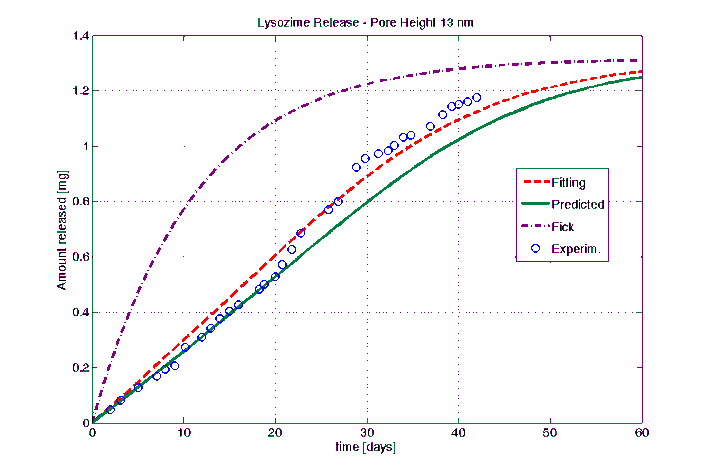 Lysozime Release - Pore Height 13 nm
1.4
1.2
1
0.8
0.6
0.4
0.2
0
Amount released [mg]
Fitting
Predicted
Fick
Experim.
0 10 20 30 40 50 60
time [days]